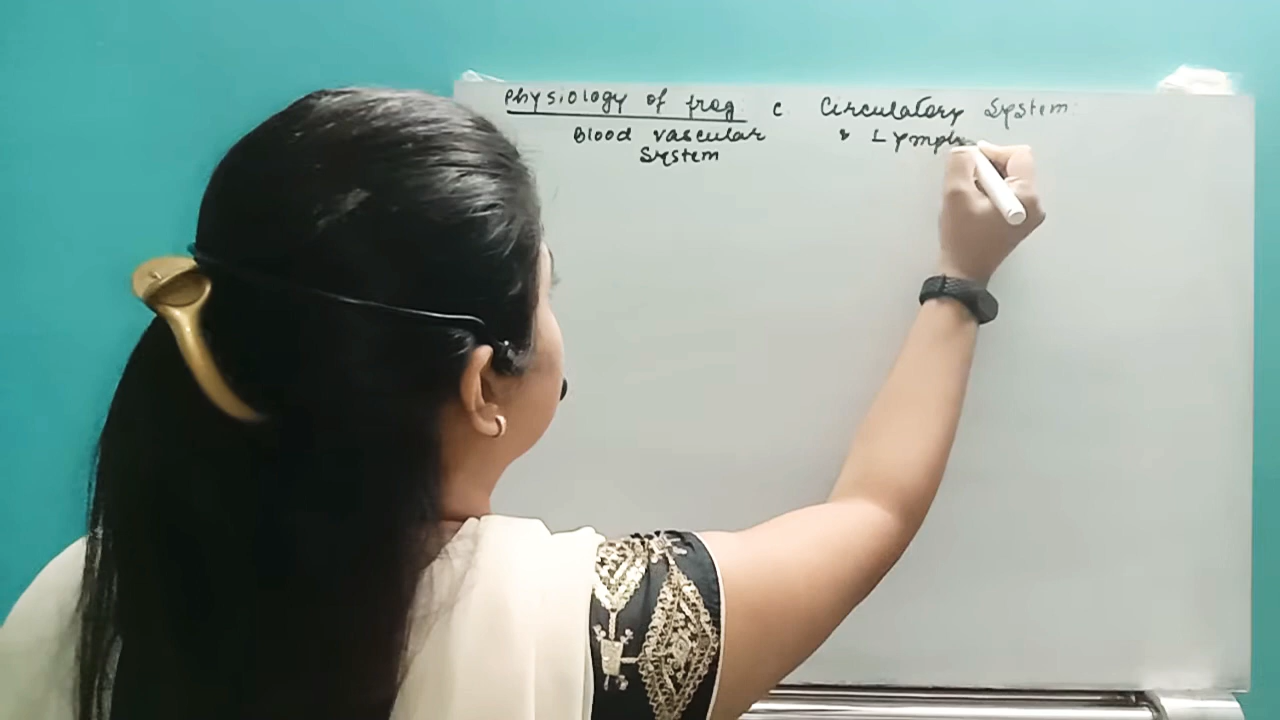 Physiology of frog c. Circulatory System
Blood vascular & Lymph
System